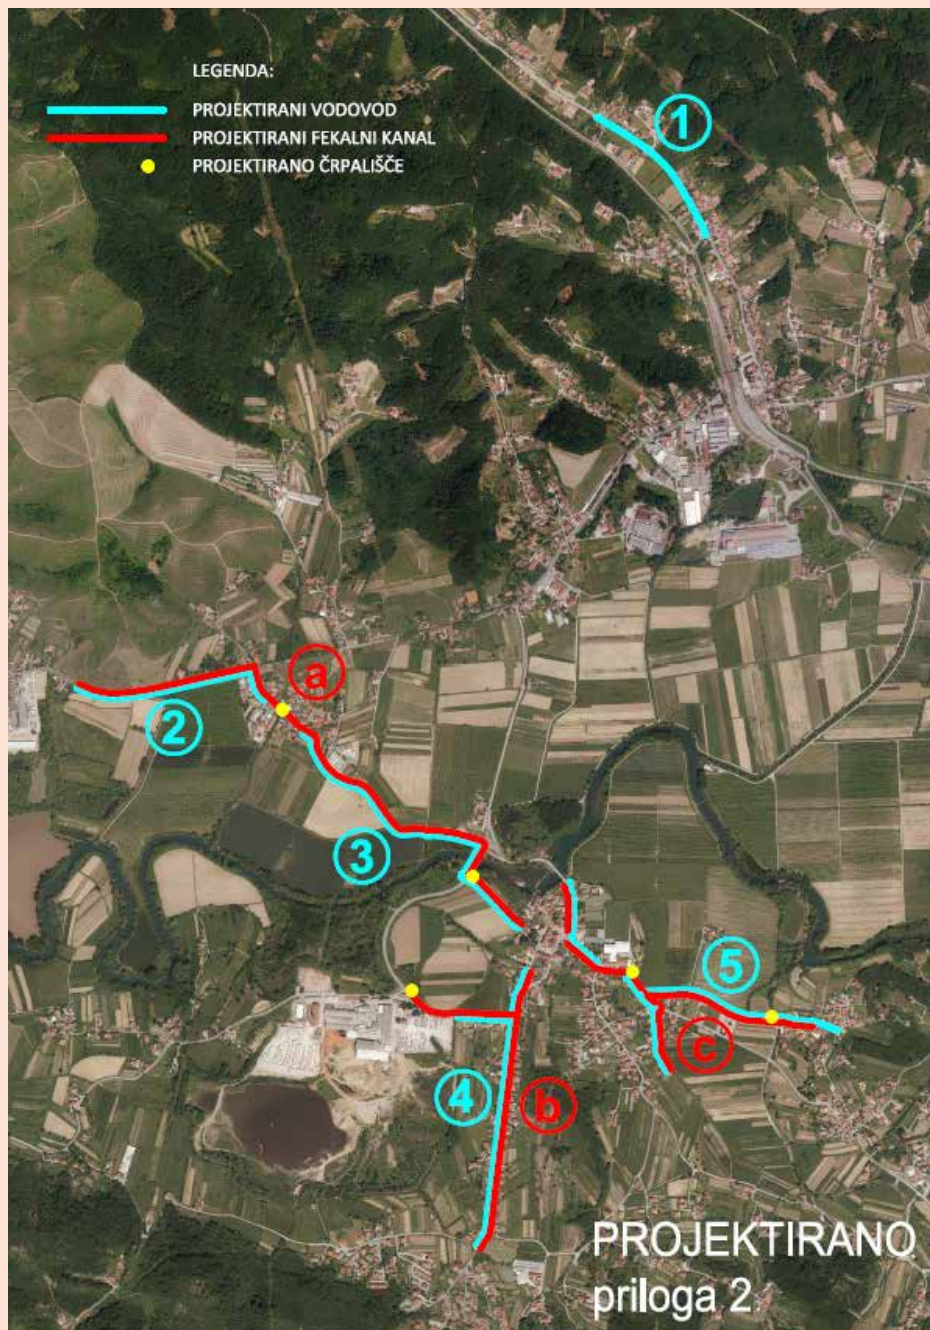 LEGENDA:
PROJEKTIRANI VODOVOD
PROJEKTIRANI FEKALNI KANAL
PROJEKTIRANO ČRPALIŠČE
1
a
2
3
5
c
4
b
PROJEKTIRANO
priloga 2